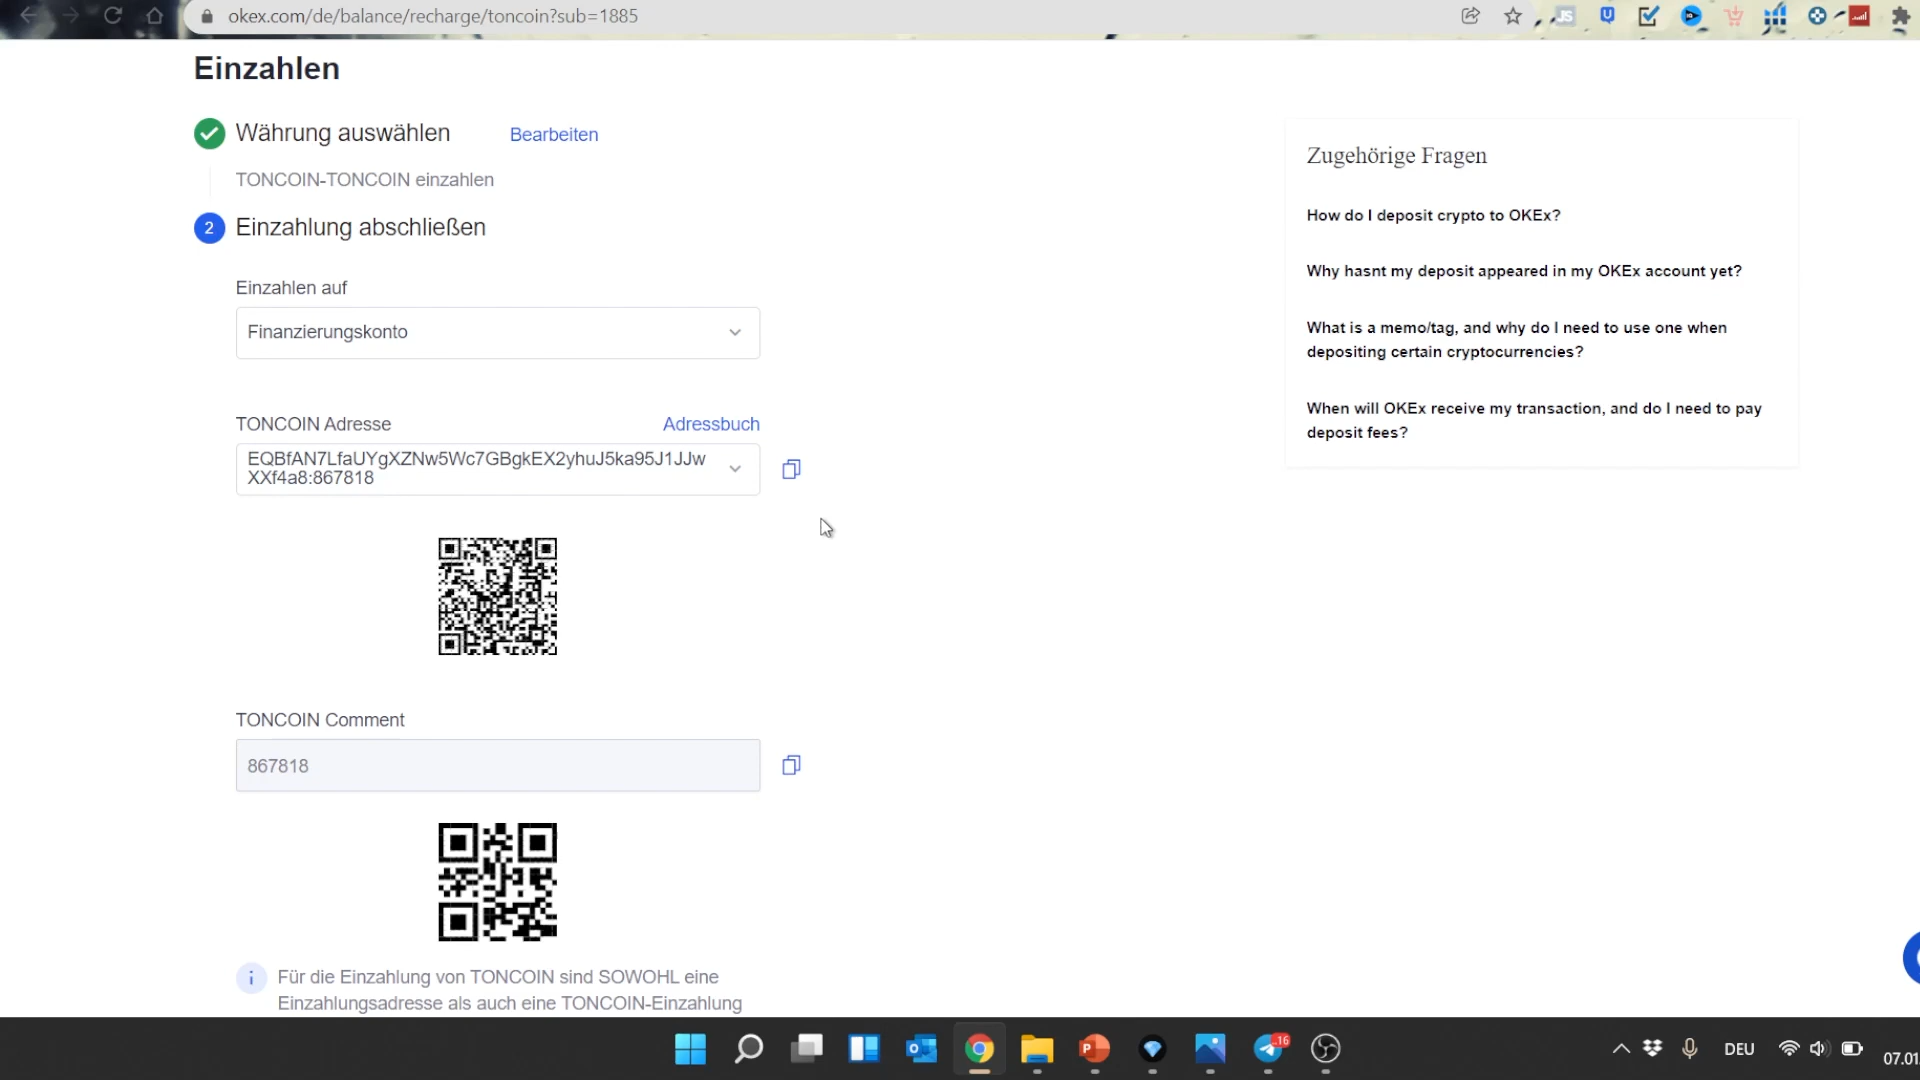 okex.com/de/balance/recharge/toncoin?sub=1885
Einzahlen
Währung auswählen
Bearbeiten
TONCOIN-TONCOIN einzahlen
2
Einzahlung abschließen
Einzahlen auf
Finanzierungskonto
TONCOIN Adresse
Adressbuch
EQBfAN7LfaUYgXZNw5Wc7GBgkEX2yhuJ5ka95J1JJw
XXf4a8:867818
TONCOIN Comment
867818
Für die Einzahlung von TONCOIN sind SOWOHL eine
Einzahlungsadresse als auch eine TONCOIN-Einzahlung
Zugehörige Fragen
How do I deposit crypto to OKEx?
Why hasnt my deposit appeared in my OKEx account yet?
What is a memo/tag, and why do I need to use one when
depositing certain cryptocurrencies?
When will OKEx receive my transaction, and do I need to pay
deposit fees?
16
DEU
07.01